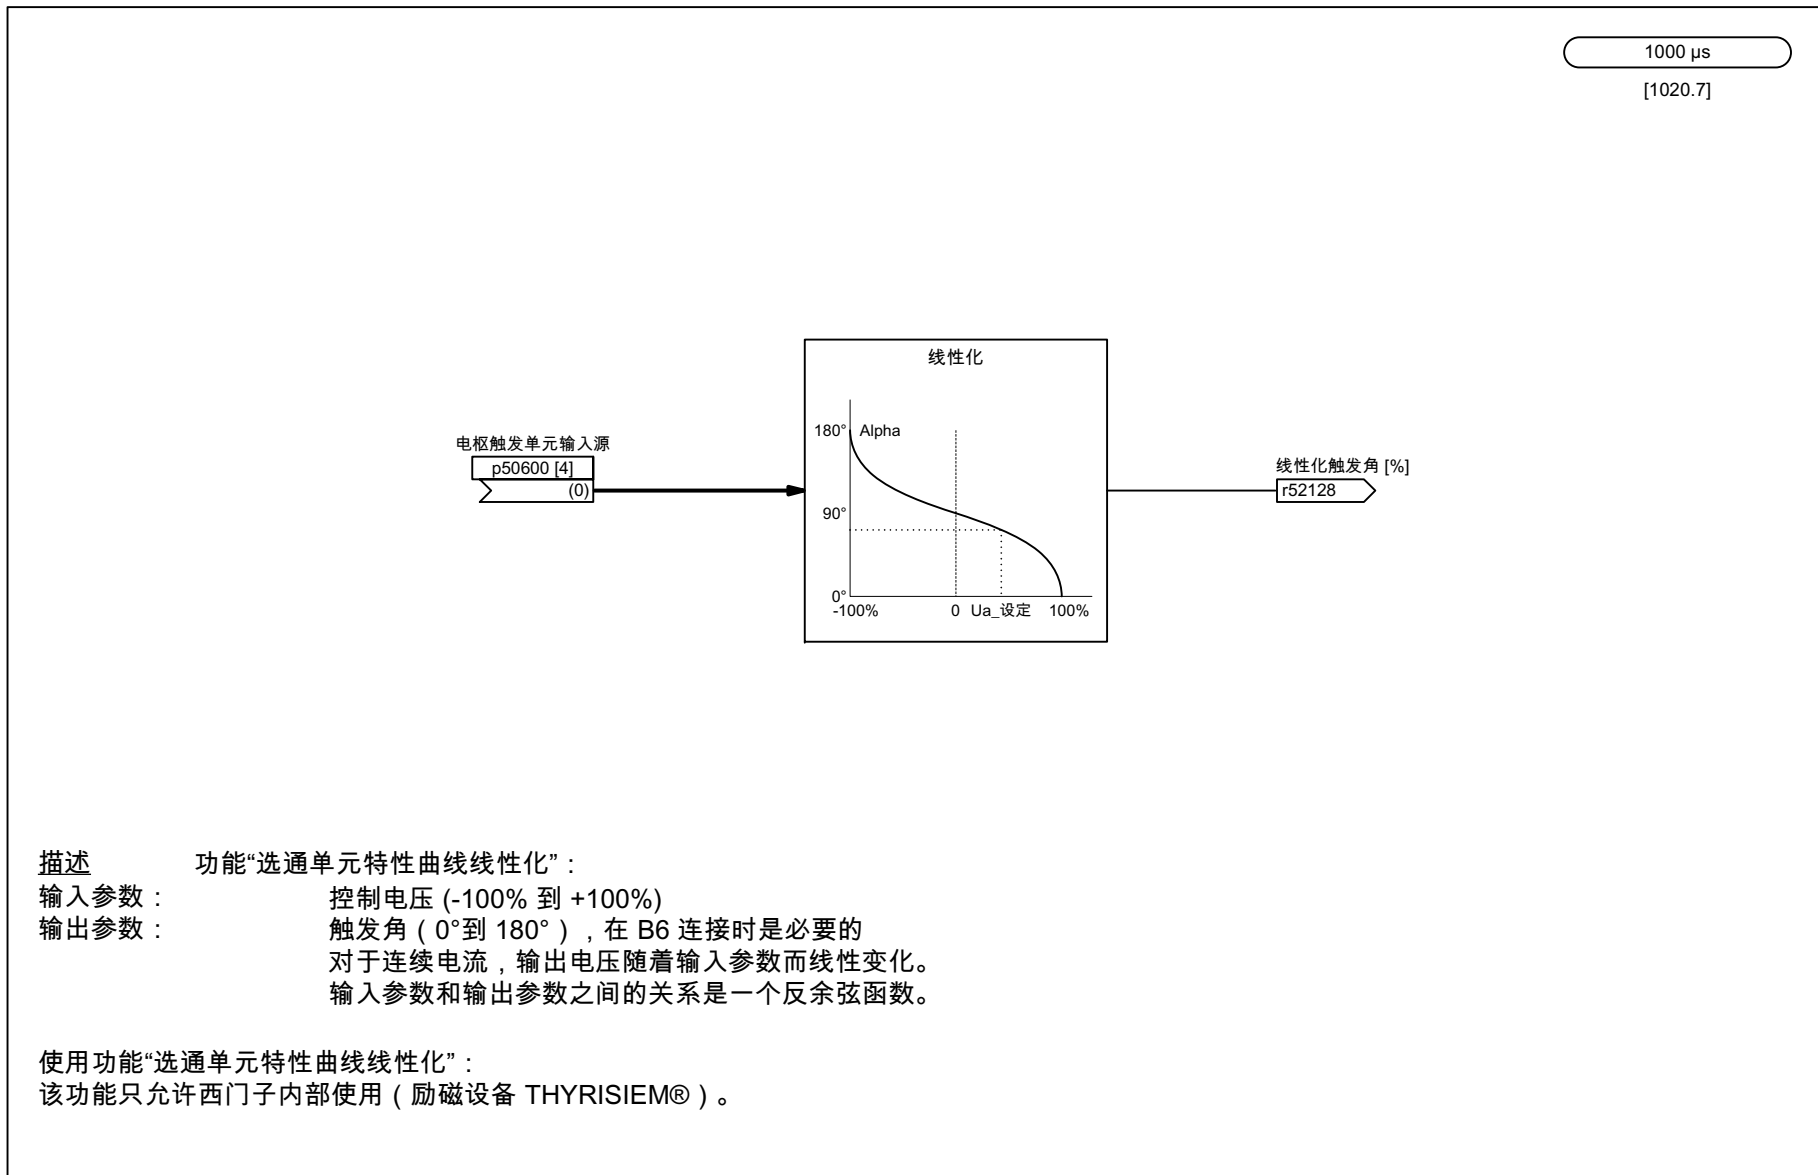 1000 µs
[1020.7]
线性化
电枢触发单元输入源
p50600 [4]
(0)
180°
Alpha
90°
0°
-100%
0
Ua_设定
100%
线性化触发角 [%]
r52128
描述 功能“选通单元特性曲线线性化”：
输入参数： 控制电压 (-100% 到 +100%)
输出参数： 触发角（0°到 180°），在 B6 连接时是必要的
对于连续电流，输出电压随着输入参数而线性变化。
输入参数和输出参数之间的关系是一个反余弦函数。
使用功能“选通单元特性曲线线性化”：
该功能只允许西门子内部使用（励磁设备 THYRISIEM®）。